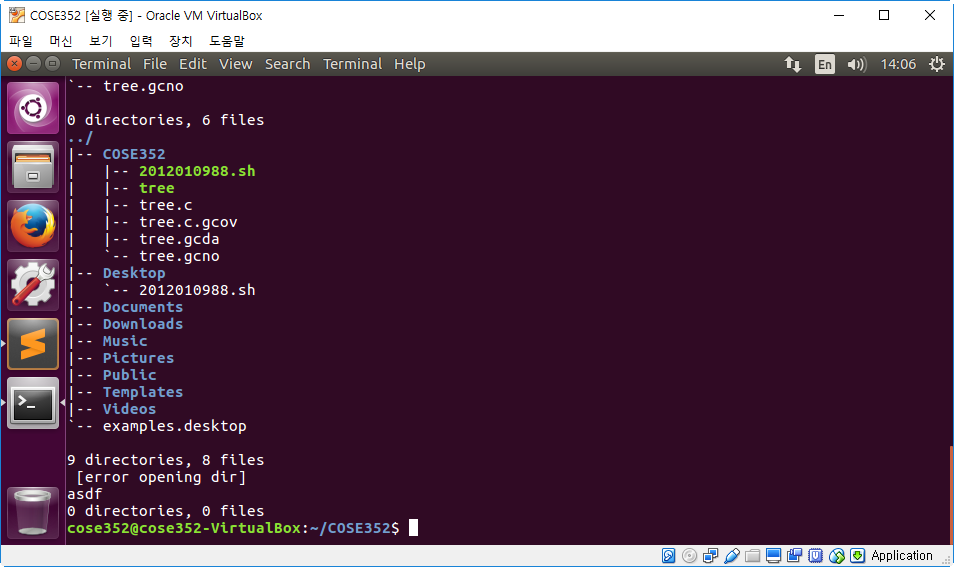 COSE352 [실행 중] - Oracle VM VirtualBox
파일 머신 보기 입력 장치 도움말
Terminal File Edit View Search Terminal Help En 14:06
`-- tree.gcno
0 directories, 6 files
../
|-- COSE352
|   |-- 2012010988.sh
|   |-- tree
|   |-- tree.c
|   |-- tree.c.gcov
|   |-- tree.gcda
|   `-- tree.gcno
|-- Desktop
|   `-- 2012010988.sh
|-- Documents
|-- Downloads
|-- Music
|-- Pictures
|-- Public
|-- Templates
|-- Videos
`-- examples.desktop
9 directories, 8 files
 [error opening dir]
asdf
0 directories, 0 files
cose352@cose352-VirtualBox:~/COSE352$
Application